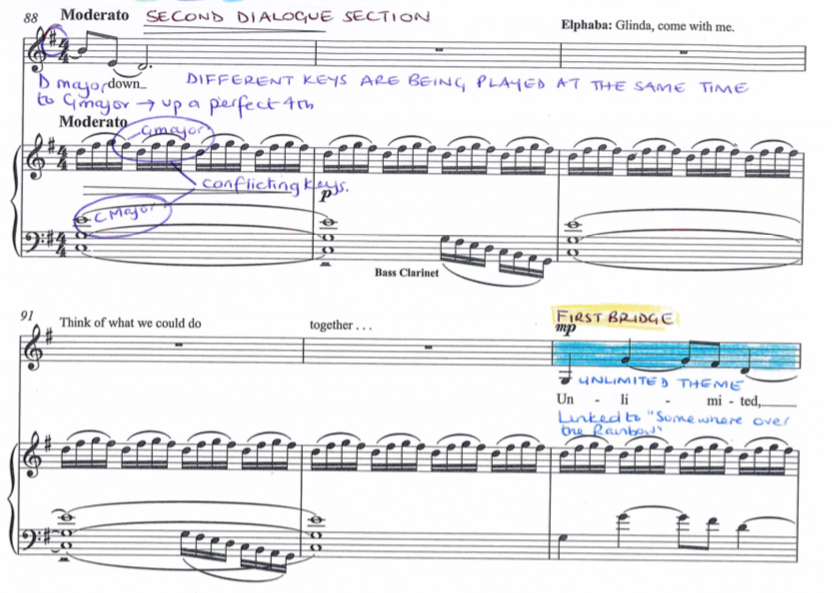 88 Moderato SECOND DIALOGUE SECTION
Elphaba: Glinda, come with me.
D major down_ DIFFERENT KEYS ARE BEING PLAYED AT THE SAME TIME
to G major → up a perfect 4th
Moderato
G major
conflicting keys.
p
C Major
Bass Clarinet
91 Think of what we could do together . . .
FIRST BRIDGE
mp
UNLIMITED THEME
Un - li - mi - ted,
Linked to "Somewhere over
the Rainbow"